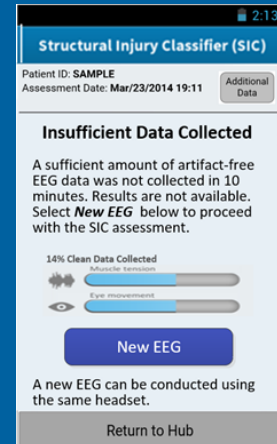 2:13
Structural Injury Classifier (SIC)
Patient ID: SAMPLE
Assessment Date: Mar/23/2014 19:11
Additional
Data
Insufficient Data Collected
A sufficient amount of artifact-free
EEG data was not collected in 10
minutes. Results are not available.
Select New EEG below to proceed
with the SIC assessment.
14% Clean Data Collected
Muscle tension
Eye movement
New EEG
A new EEG can be conducted using
the same headset.
Return to Hub